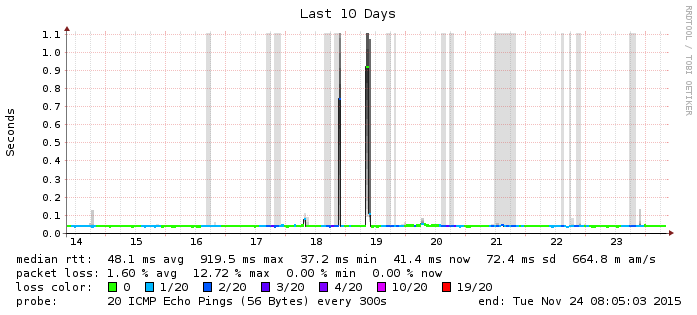 Last 10 Days
RRDTOOL / TOBI OETIKER
Seconds
1.1
1.0
0.9
0.8
0.7
0.6
0.5
0.4
0.3
0.2
0.1
0.0
14 15 16 17 18 19 20 21 22 23
median rtt: 48.1 ms avg 919.5 ms max 37.2 ms min 41.4 ms now 72.4 ms sd 664.8 m am/s
packet loss: 1.60 % avg 12.72 % max 0.00 % min 0.00 % now
loss color: 0 1/20 2/20 3/20 4/20 10/20 19/20
probe: 20 ICMP Echo Pings (56 Bytes) every 300s end: Tue Nov 24 08:05:03 2015